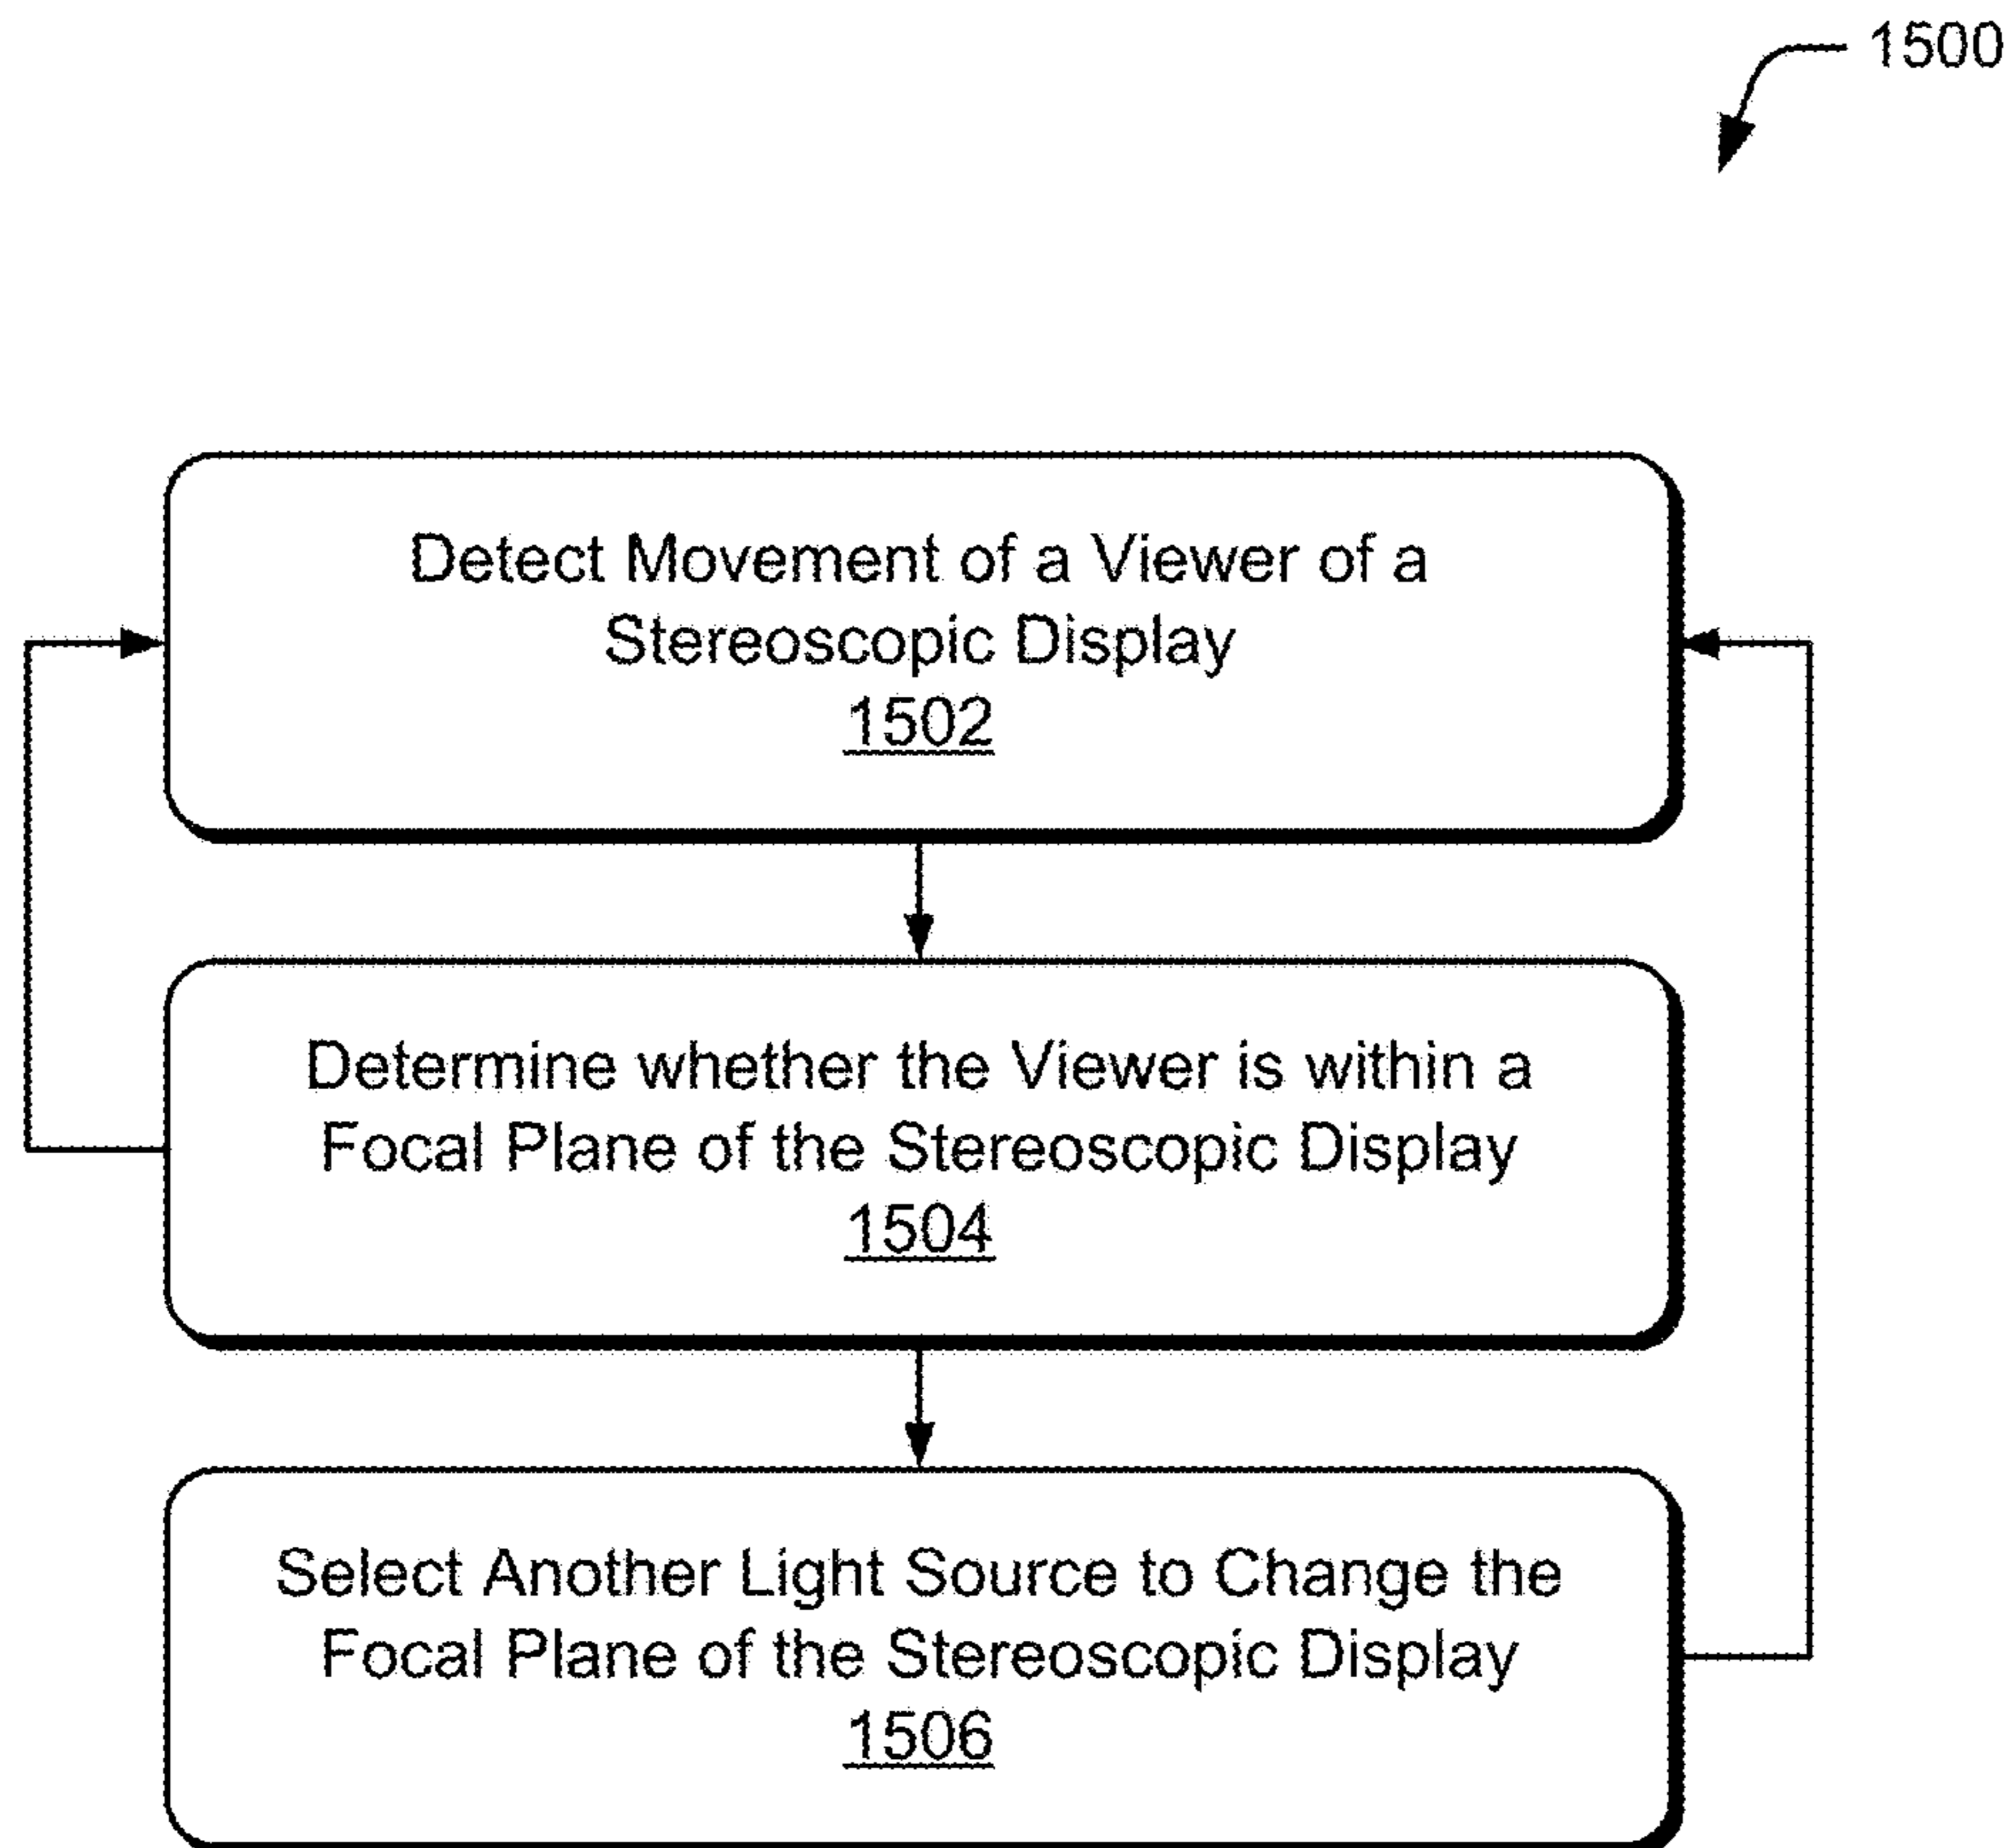 1500
Detect Movement of a Viewer of a
Stereoscopic Display
1502
Determine whether the Viewer is within a
Focal Plane of the Stereoscopic Display
1504
Select Another Light Source to Change the
Focal Plane of the Stereoscopic Display
1506